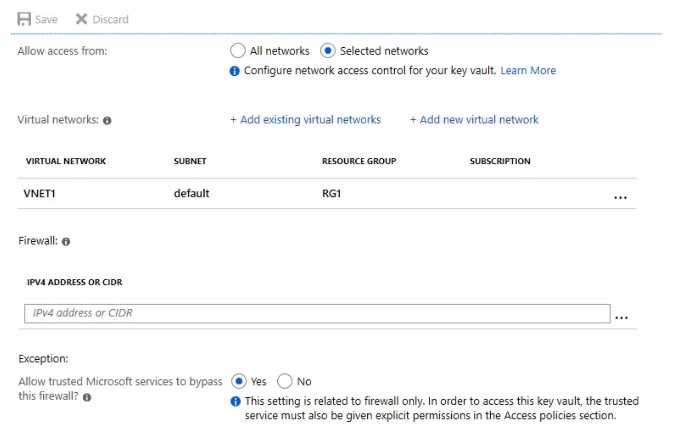 Save Discard
Allow access from: All networks Selected networks
Configure network access control for your key vault. Learn More
Virtual networks: + Add existing virtual networks + Add new virtual network
VIRTUAL NETWORK SUBNET RESOURCE GROUP SUBSCRIPTION
VNET1 default RG1 ...
Firewall:
IPV4 ADDRESS OR CIDR
IPv4 address or CIDR ...
Exception:
Allow trusted Microsoft services to bypass Yes No
this firewall?
This setting is related to firewall only. In order to access this key vault, the trusted
service must also be given explicit permissions in the Access policies section.